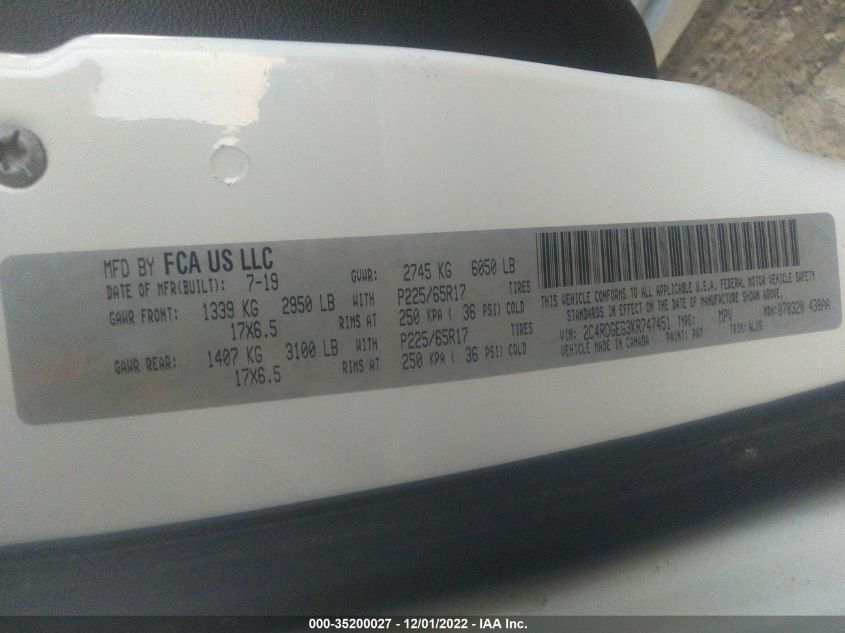 MFD BY FCA US LLC
DATE OF MFR(BUILT): 7-19 GVWR: 2745 KG 6050 LB
GAWR FRONT: 1339 KG 2950 LB WITH P225/65R17 TIRES
17X6.5 RIMS AT 250 KPA ( 36 PSI) COLD
GAWR REAR: 1407 KG 3100 LB WITH P225/65R17 TIRES
17X6.5 RIMS AT 250 KPA ( 36 PSI) COLD
THIS VEHICLE CONFORMS TO ALL APPLICABLE U.S.A. FEDERAL MOTOR VEHICLE SAFETY
STANDARDS IN EFFECT ON THE DATE OF MANUFACTURE SHOWN ABOVE.
VIN: 2C4RDGEG3KR747451 TYPE: MPV MDH: 070320 439AA
VEHICLE MADE IN CANADA PAINT: PW7 TRIM:
000-35200027 - 12/01/2022 - IAA Inc.